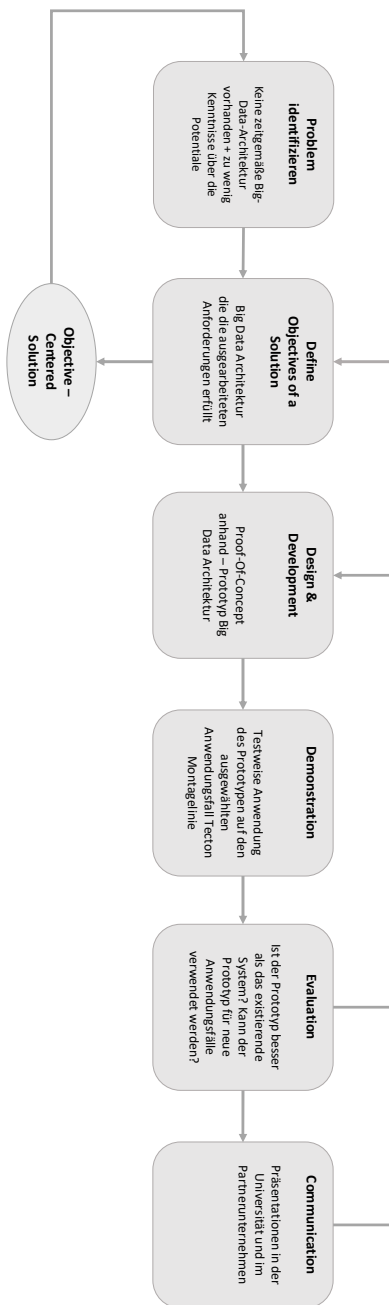 Problem
identifizieren
Keine zeitgemäße Big-
Data-Architektur
vorhanden + zu wenig
Kenntnisse über die
Potentiale
Define
Objectives of a
Solution
Big Data Architektur
die die ausgearbeiteten
Anforderungen erfüllt
Objective –
Centered
Solution
Design &
Development
Proof-Of-Concept
anhand – Prototyp Big
Data Architektur
Demonstration
Testweise Anwendung
des Prototypen auf den
ausgewählten
Anwendungsfall Tecton
Montagelinie
Evaluation
Ist der Prototyp besser
als das existierende
System? Kann der
Prototyp für neue
Anwendungsfälle
verwendet werden?
Communication
Präsentationen in der
Universität und im
Partnerunternehmen